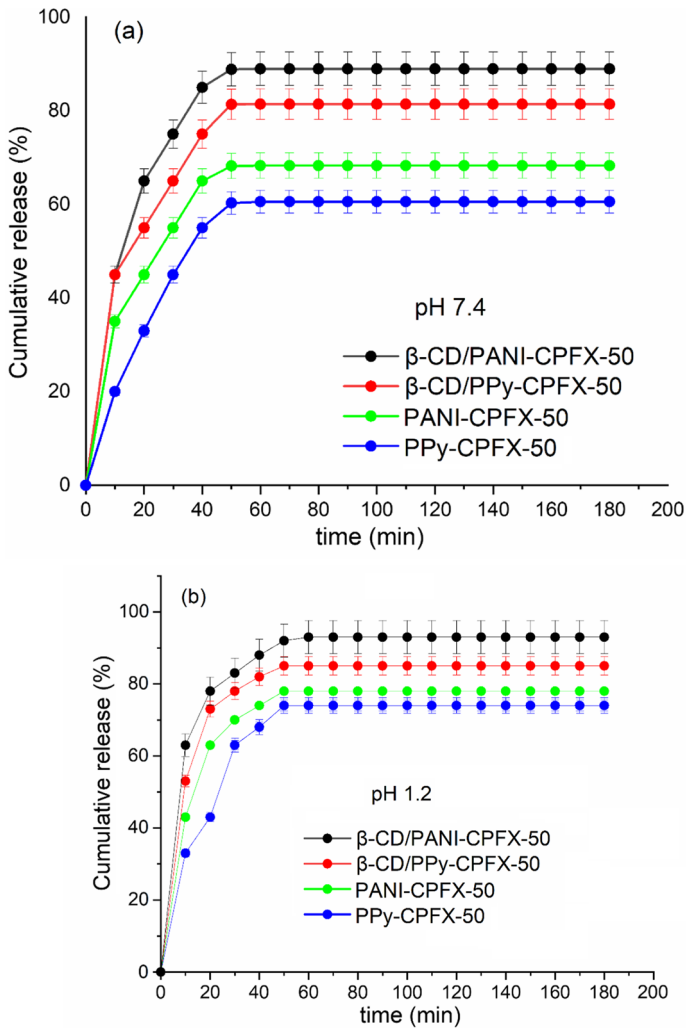 (a)
100
80
60
40
20
0
Cumulative release (%)
pH 7.4
β-CD/PANI-CPFX-50
β-CD/PPy-CPFX-50
PANI-CPFX-50
PPy-CPFX-50
0 20 40 60 80 100 120 140 160 180 200
time (min)
(b)
100
80
60
40
20
0
Cumulative release (%)
pH 1.2
β-CD/PANI-CPFX-50
β-CD/PPy-CPFX-50
PANI-CPFX-50
PPy-CPFX-50
0 20 40 60 80 100 120 140 160 180 200
time (min)